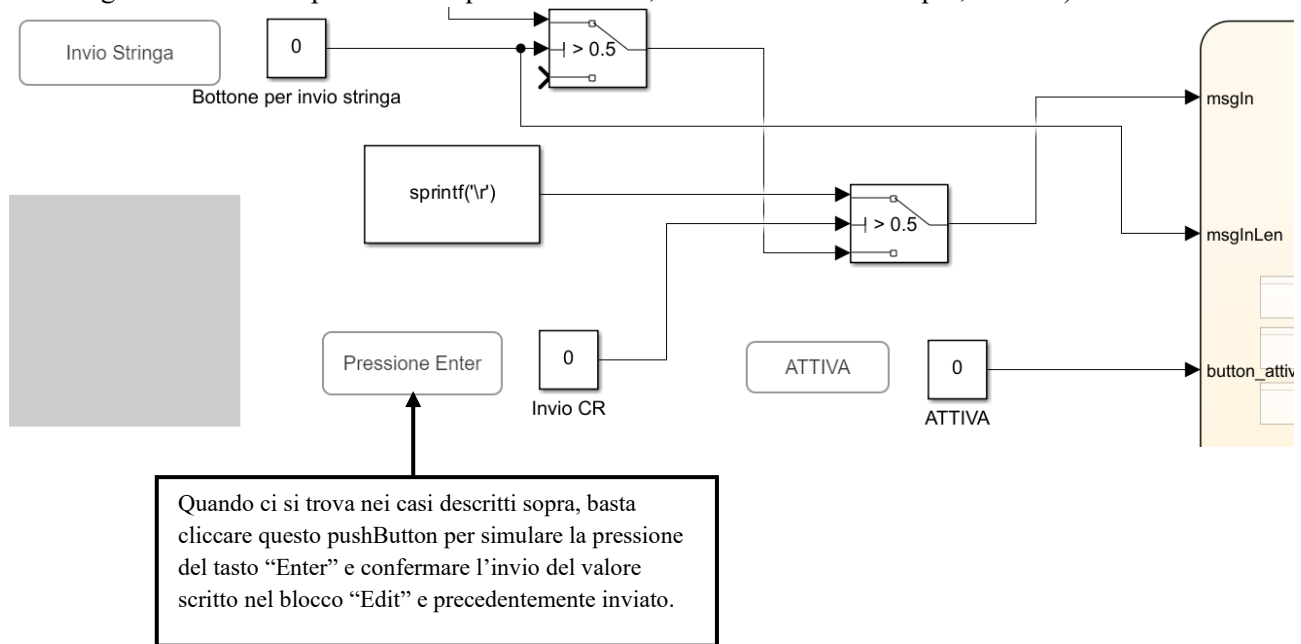 Invio Stringa
0
> 0.5
Bottone per invio stringa
msgIn
sprintf('\r')
> 0.5
msgInLen
Pressione Enter
0
ATTIVA
0
button_attiv
Invio CR
ATTIVA
Quando ci si trova nei casi descritti sopra, basta
cliccare questo pushButton per simulare la pressione
del tasto “Enter” e confermare l’invio del valore
scritto nel blocco “Edit” e precedentemente inviato.